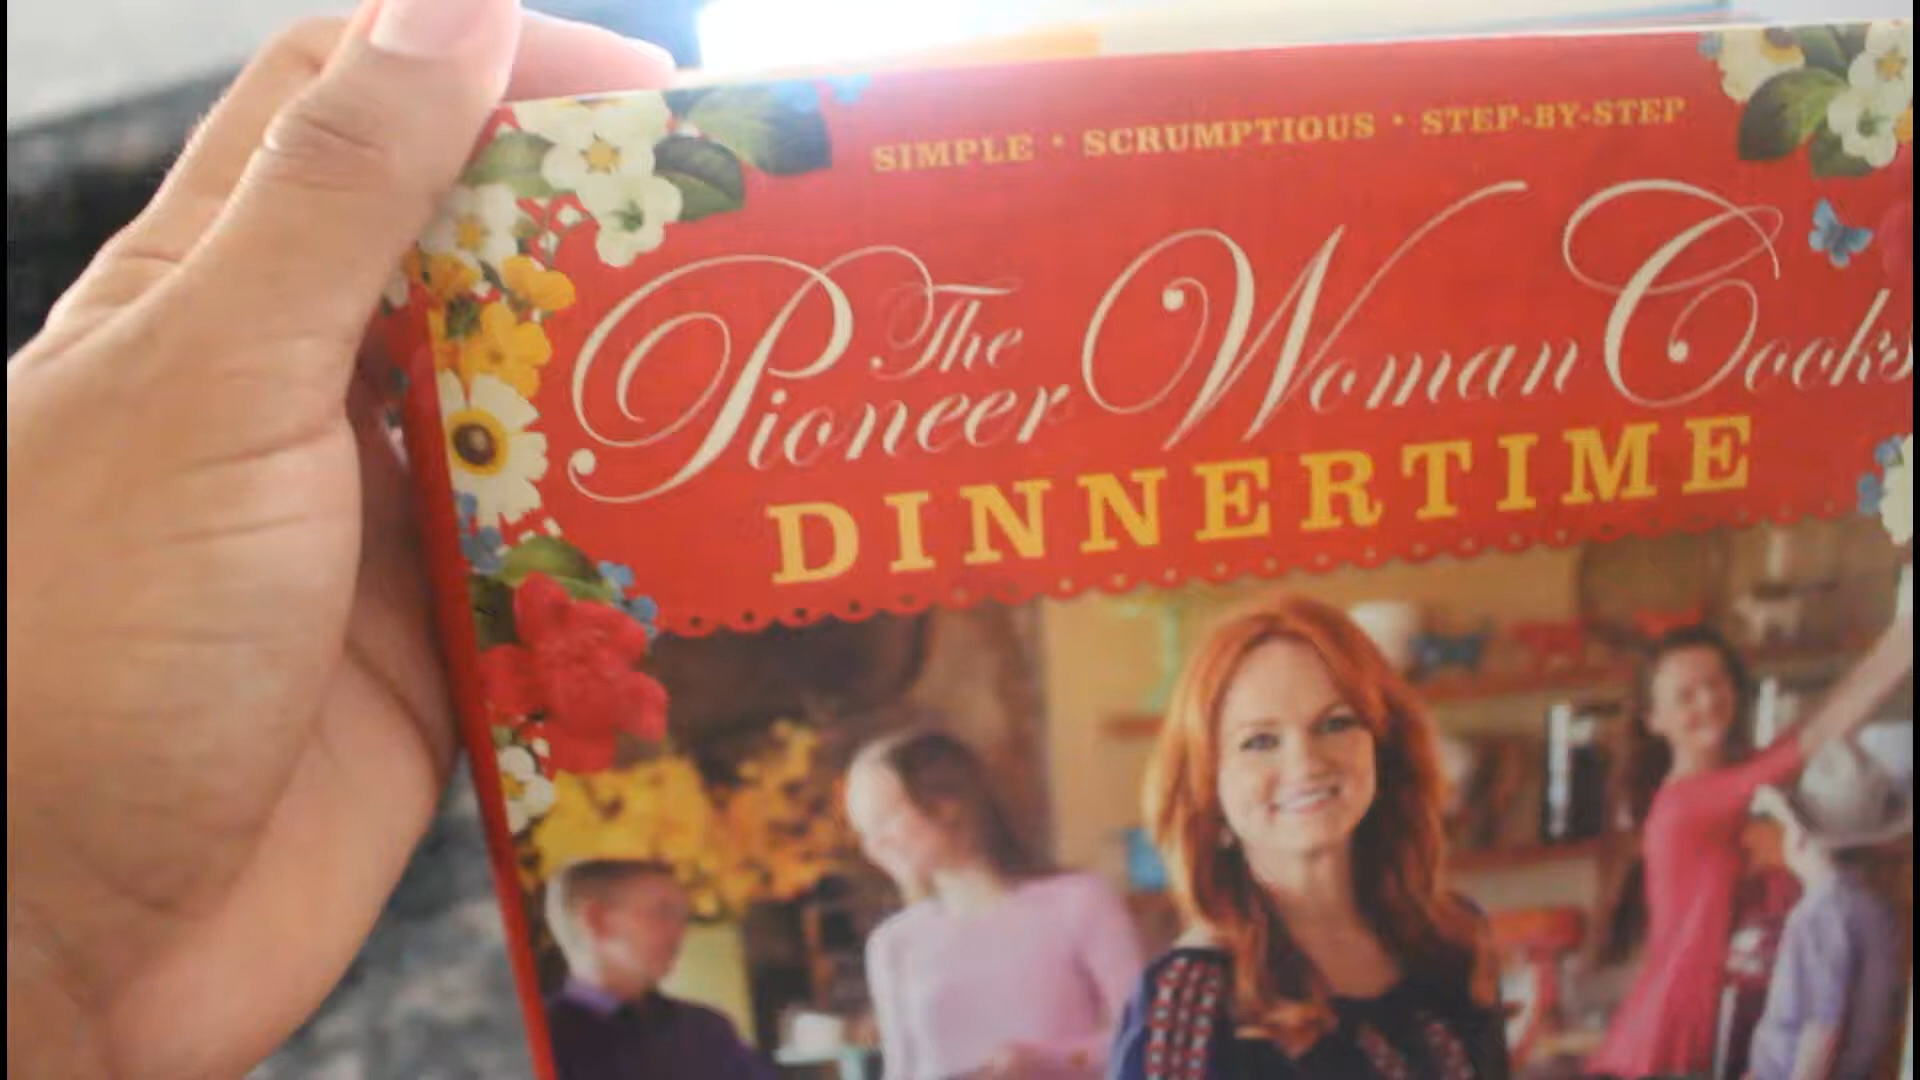 SIMPLE • SCRUMPTIOUS • STEP-BY-STEP
The
Pioneer Woman Cooks
DINNERTIME